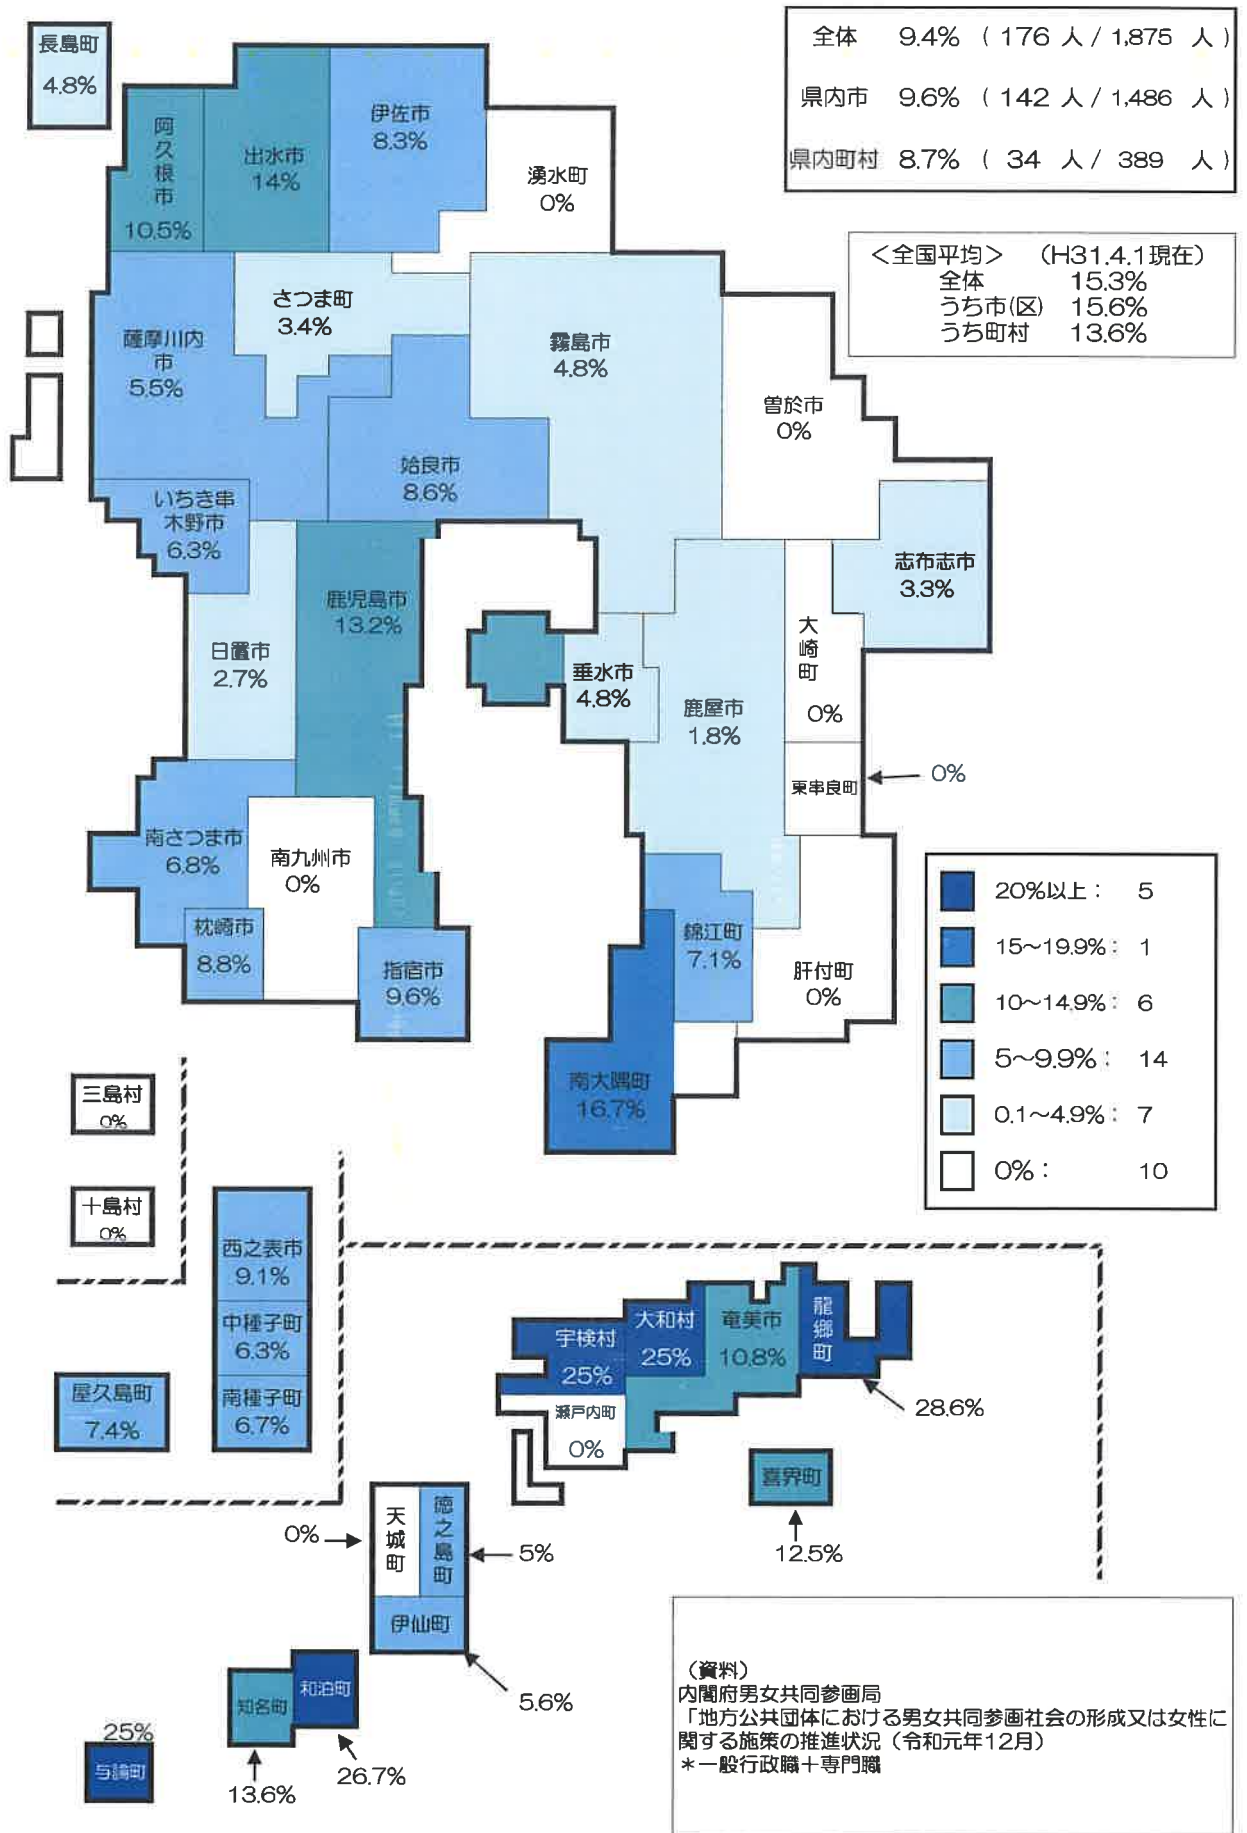 長島町
4.8%
全体 9.4% ( 176 人 / 1,875 人 )
県内市 9.6% ( 142 人 / 1,486 人 )
県内町村 8.7% ( 34 人 / 389 人 )
<全国平均> (H31.4.1現在)
全体 15.3%
うち市(区) 15.6%
うち町村 13.6%
阿久根市
10.5%
出水市
14%
伊佐市
8.3%
湧水町
0%
さつま町
3.4%
薩摩川内
市
5.5%
霧島市
4.8%
曽於市
0%
姶良市
8.6%
いちき串
木野市
6.3%
志布志市
3.3%
鹿児島市
13.2%
日置市
2.7%
垂水市
4.8%
鹿屋市
1.8%
大崎町
0%
東串良町
0%
南さつま市
6.8%
南九州市
0%
枕崎市
8.8%
指宿市
9.6%
錦江町
7.1%
肝付町
0%
南大隅町
16.7%
20%以上: 5
15~19.9%: 1
10~14.9%: 6
5~9.9%: 14
0.1~4.9%: 7
0%: 10
三島村
0%
十島村
0%
西之表市
9.1%
中種子町
6.3%
南種子町
6.7%
屋久島町
7.4%
宇検村
25%
大和村
25%
奄美市
10.8%
龍郷町
28.6%
瀬戸内町
0%
喜界町
12.5%
天城町
0%
徳之島町
5%
伊仙町
5.6%
和泊町
26.7%
知名町
13.6%
25%
与論町
(資料)
内閣府男女共同参画局
「地方公共団体における男女共同参画社会の形成又は女性に
関する施策の推進状況(令和元年12月)
*一般行政職+専門職